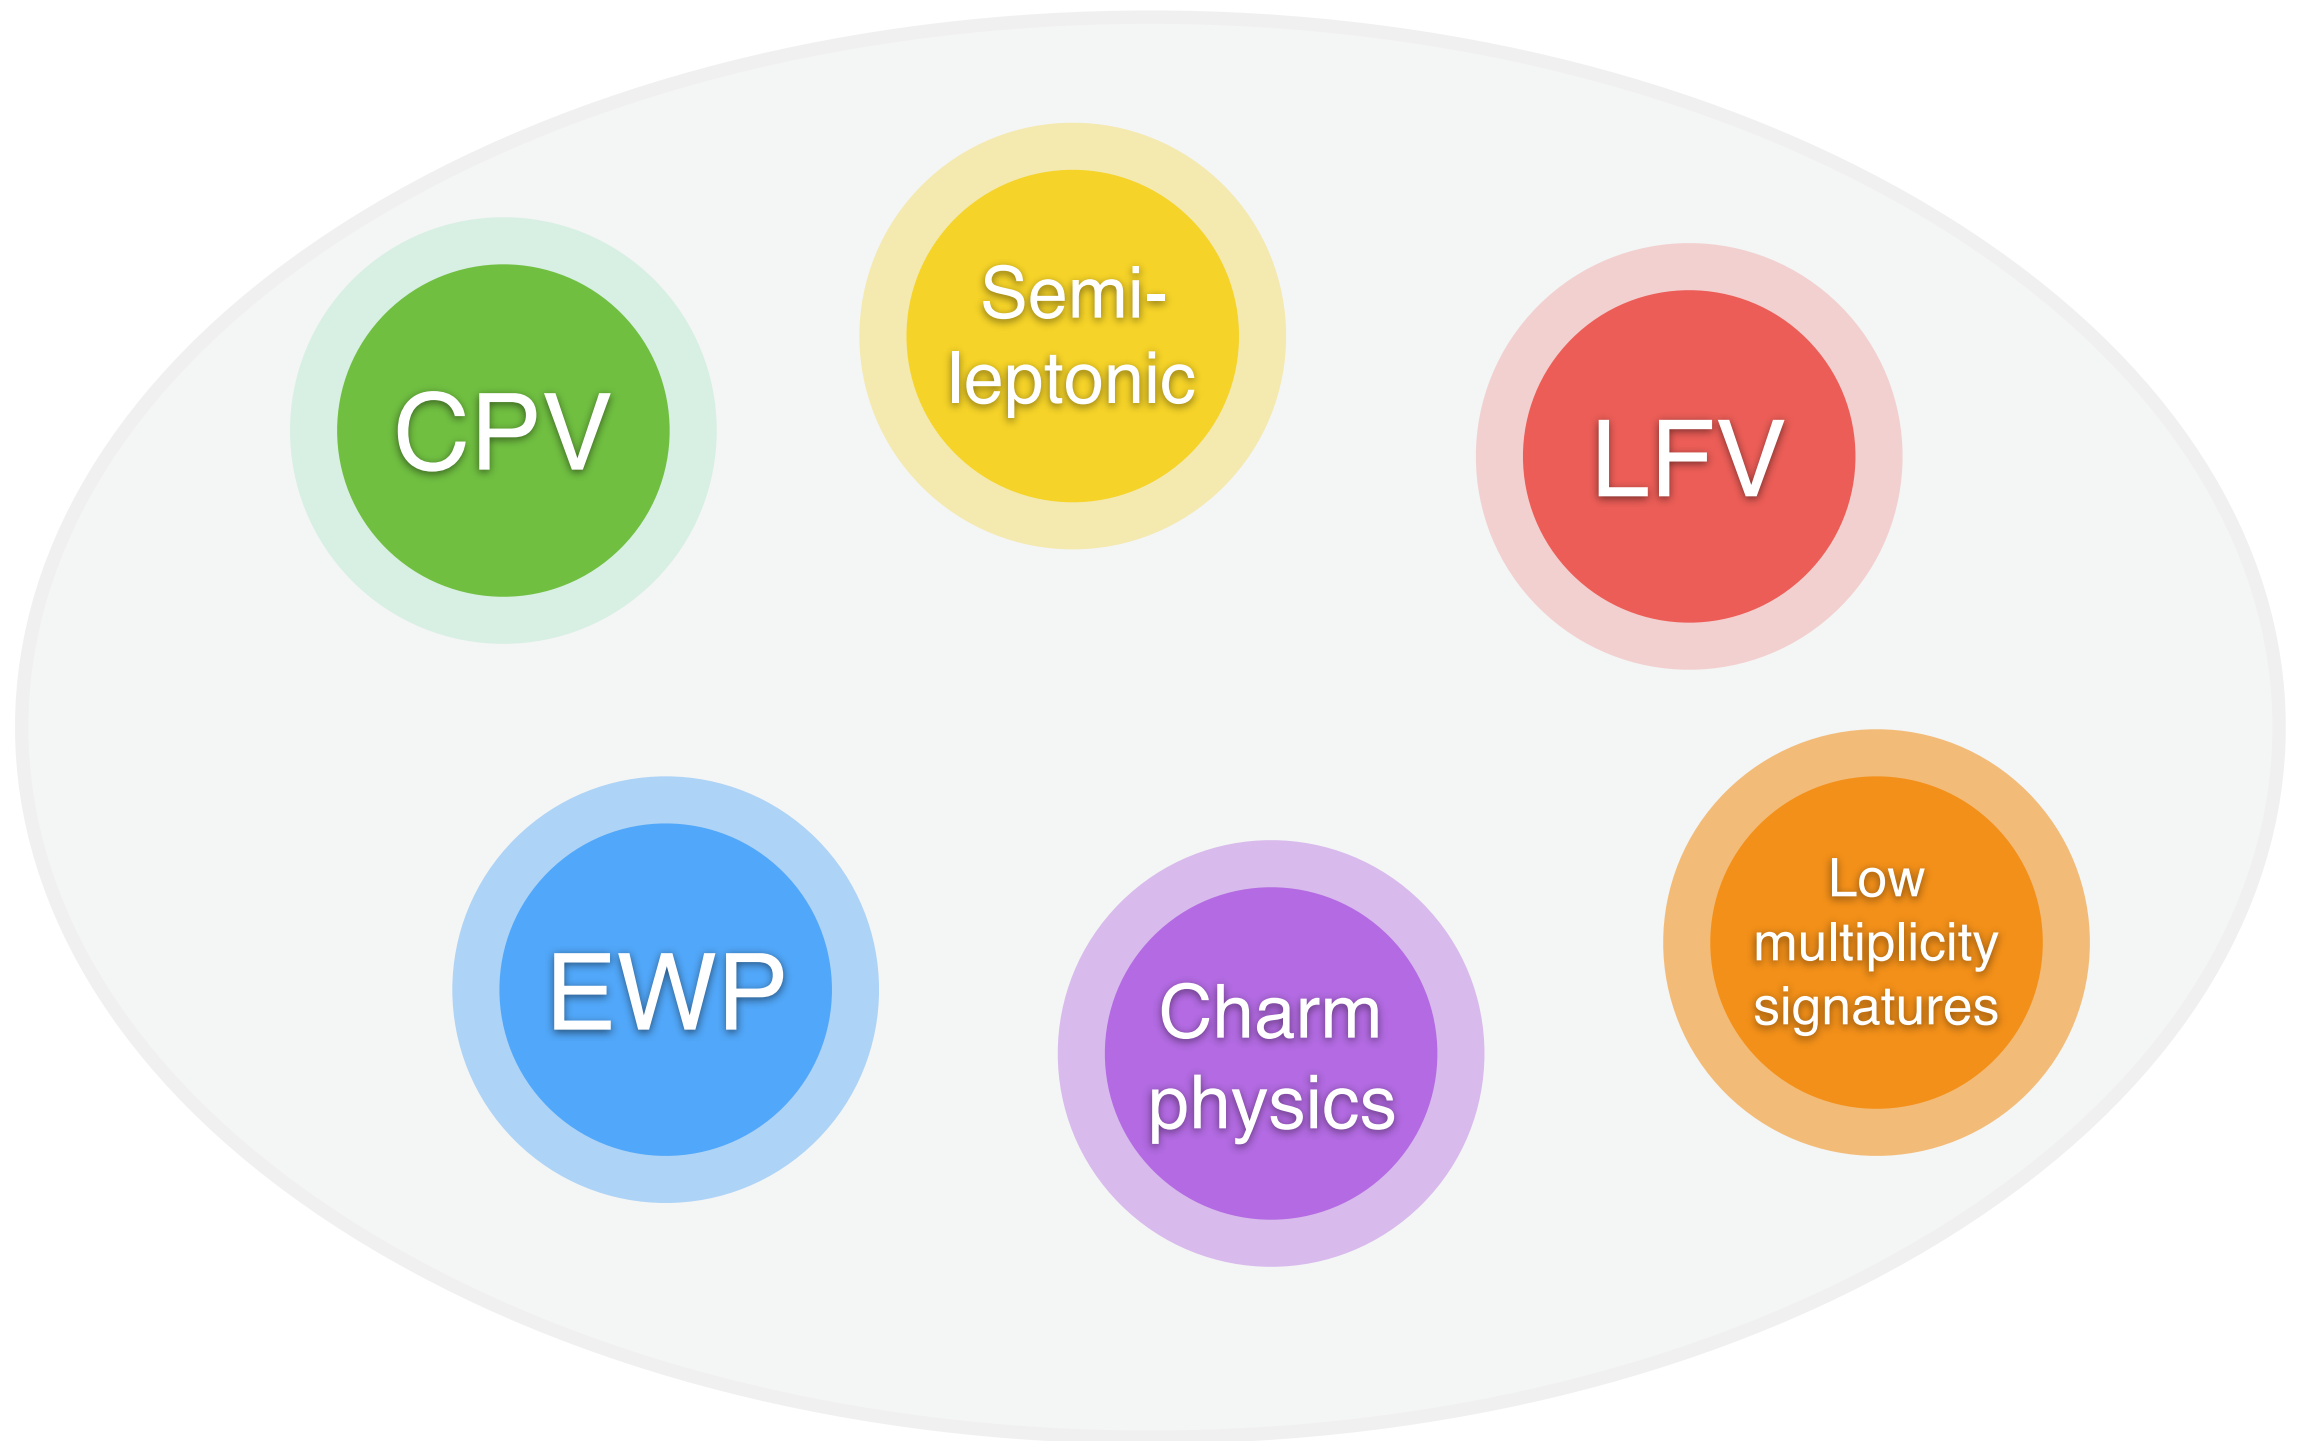 CPV
Semi-
leptonic
LFV
EWP
Charm
physics
Low
multiplicity
signatures